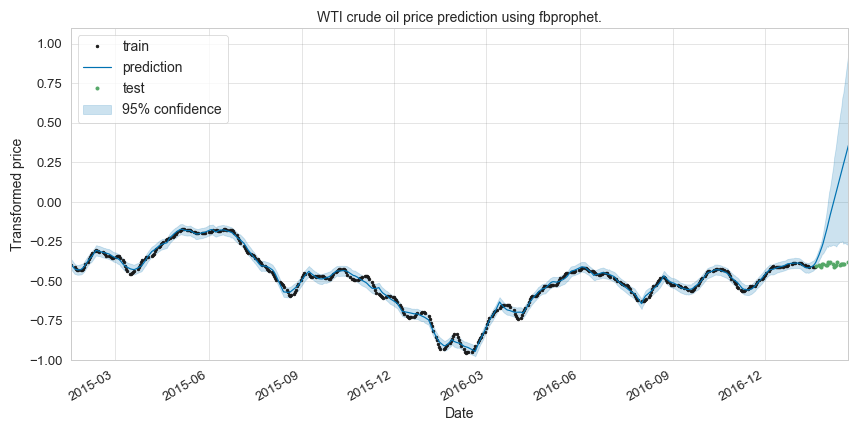 WTI crude oil price prediction using fbprophet.
train
prediction
test
95% confidence
Transformed price
1.00
0.75
0.50
0.25
0.00
−0.25
−0.50
−0.75
−1.00
2015-03
2015-06
2015-09
2015-12
2016-03
2016-06
2016-09
2016-12
Date